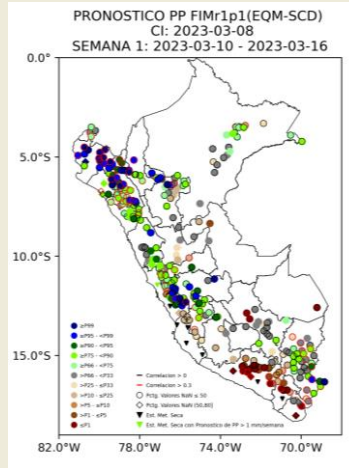 PRONOSTICO PP FIMr1p1(EQM-SCD)
CI: 2023-03-08
SEMANA 1: 2023-03-10 - 2023-03-16
0.0°
5.0°S
10.0°S
15.0°S
≥P99
≥P95 - <P99
≥P90 - <P95
≥P75 - <P90
≥P66 - <P75
>P66 - <P33
>P25 - ≤P33
>P10 - ≤P25
>P5 - ≤P10
>P1 - ≤P5
≤P1
Correlacion > 0
Correlacion > 0.3
Pctg. Valores NaN ≤ 50
Pctg. Valores NaN (50,80]
Est. Met. Seca
Est. Met. Seca con Pronostico de PP > 1 mm/semana
82.0°W 78.0°W 74.0°W 70.0°W